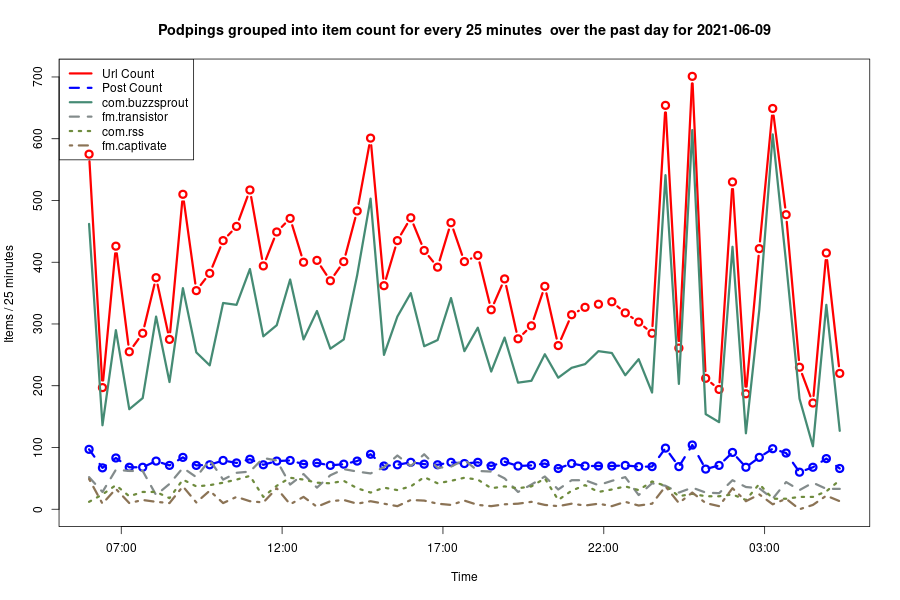 Podpings grouped into item count for every 25 minutes  over the past day for 2021-06-09
Url Count
Post Count
com.buzzsprout
fm.transistor
com.rss
fm.captivate
Items / 25 minutes
700
600
500
400
300
200
100
0
07:00
12:00
17:00
22:00
03:00
Time